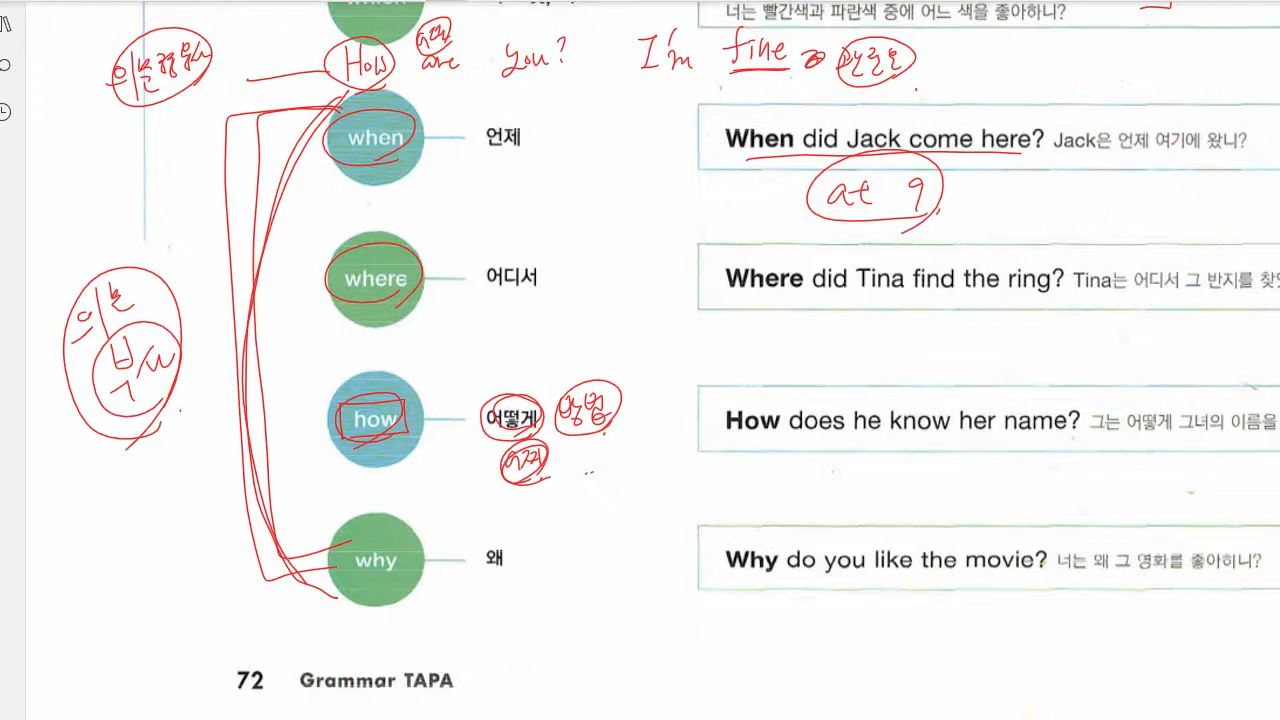 너는 빨간색과 파란색 중에 어느 색을 좋아하니?
How are you? I'm fine
when 언제 When did Jack come here? Jack은 언제 여기에 왔니?
at 9
where 어디서 Where did Tina find the ring? Tina는 어디서 그 반지를
의문
부사
how 어떻게 방법 How does he know her name? 그는 어떻게 그녀의 이름을
why 왜 Why do you like the movie? 너는 왜 그 영화를 좋아하니?
72 Grammar TAPA